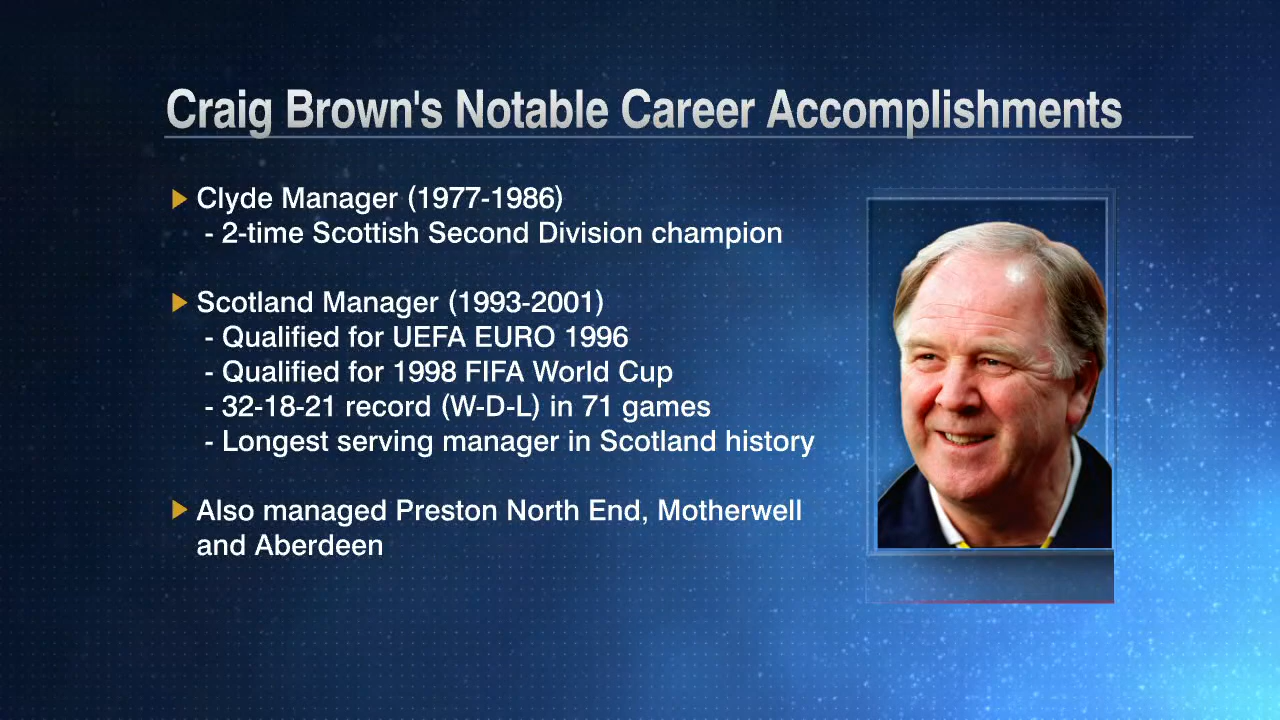 Craig Brown's Notable Career Accomplishments
Clyde Manager (1977-1986)
- 2-time Scottish Second Division champion
Scotland Manager (1993-2001)
- Qualified for UEFA EURO 1996
- Qualified for 1998 FIFA World Cup
- 32-18-21 record (W-D-L) in 71 games
- Longest serving manager in Scotland history
Also managed Preston North End, Motherwell
and Aberdeen